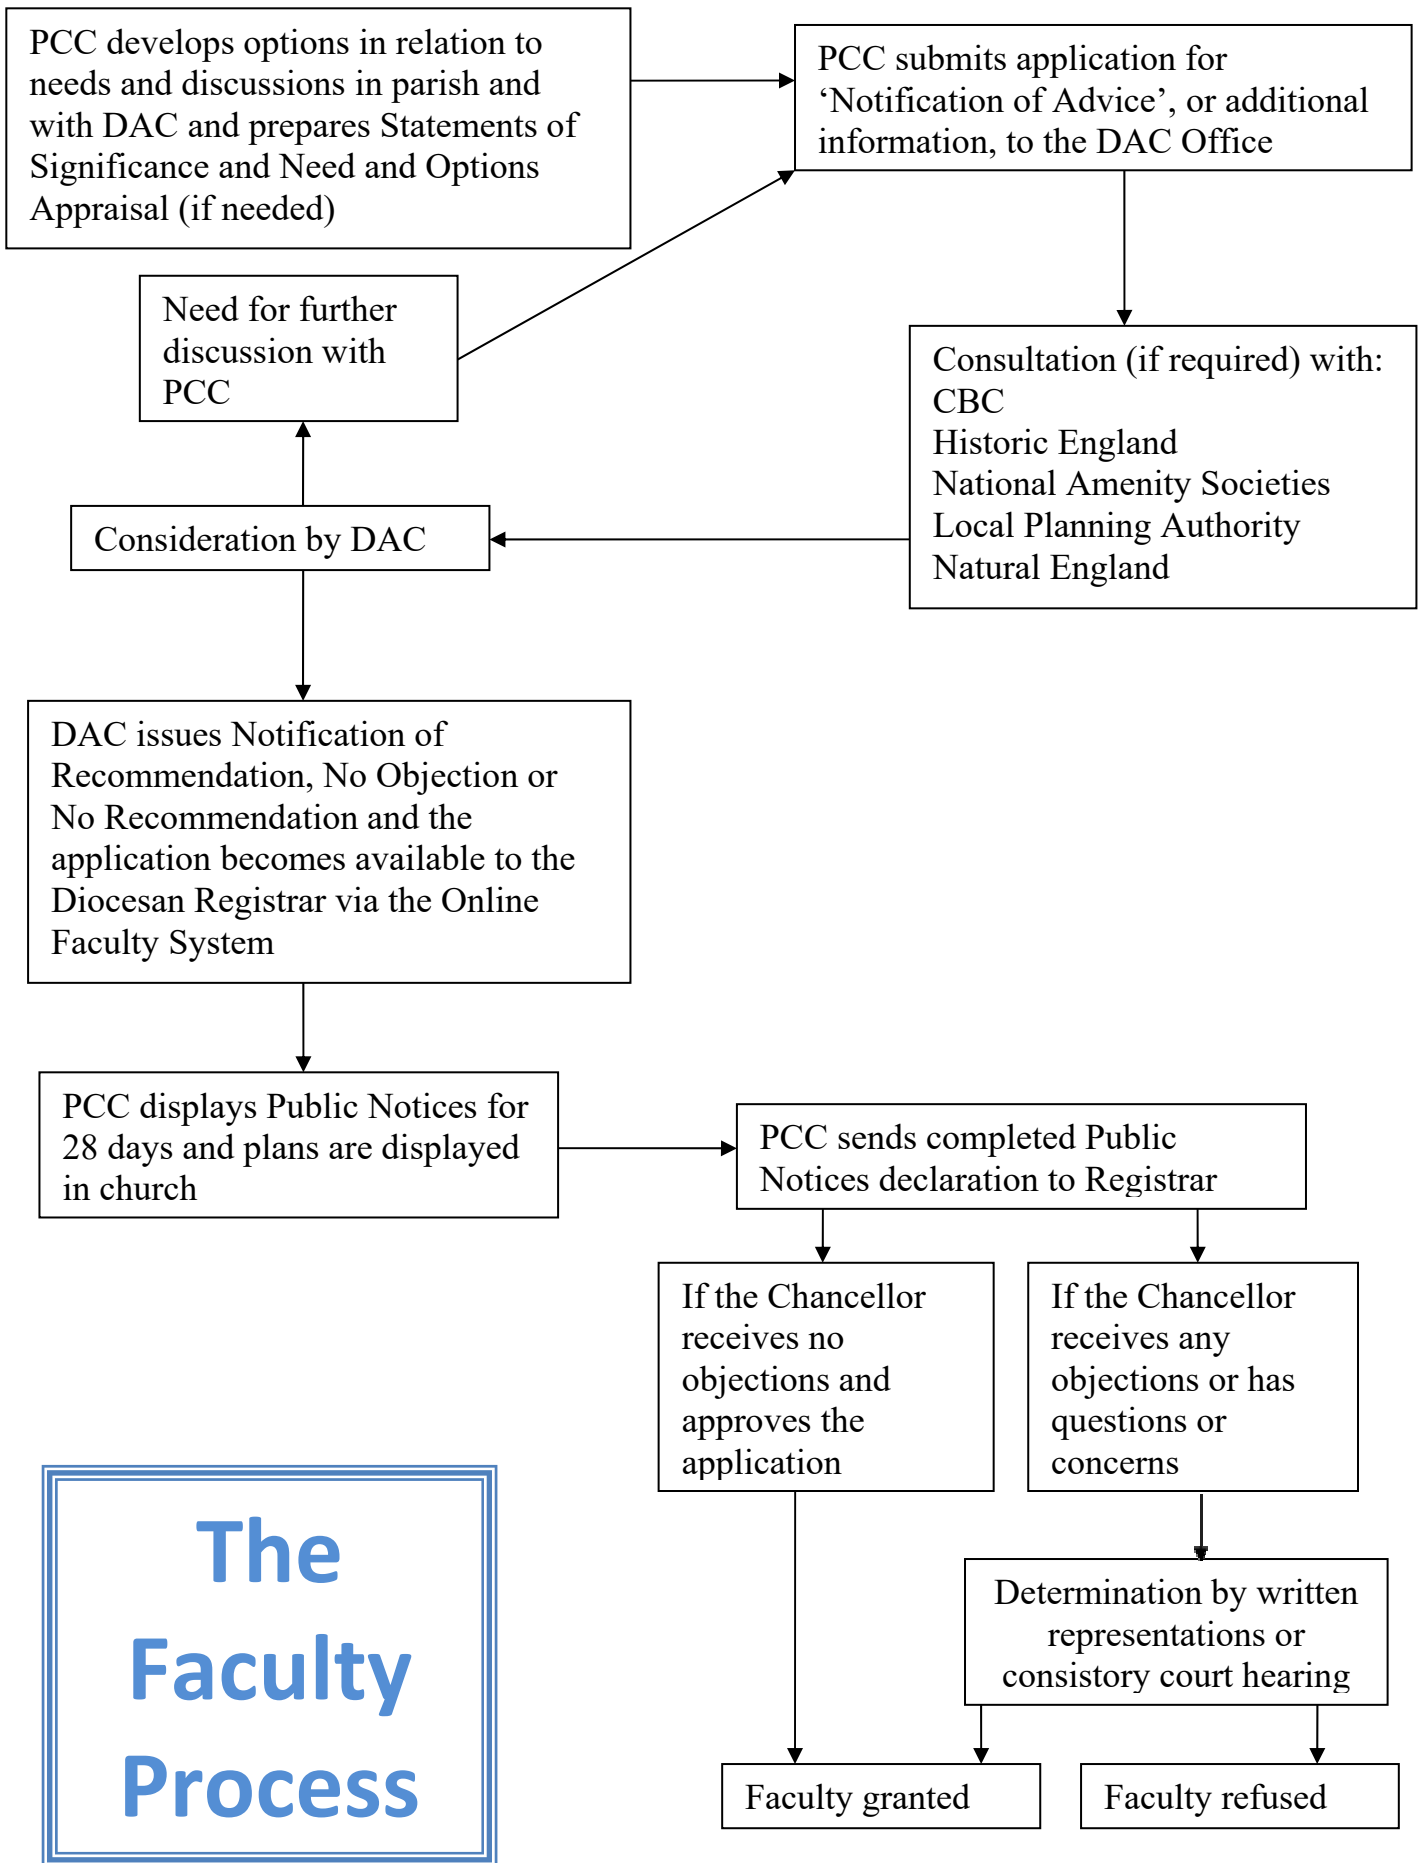 PCC develops options in relation to
needs and discussions in parish and
with DAC and prepares Statements of
Significance and Need and Options
Appraisal (if needed)
PCC submits application for
‘Notification of Advice’, or additional
information, to the DAC Office
Need for further
discussion with
PCC
Consultation (if required) with:
CBC
Historic England
National Amenity Societies
Local Planning Authority
Natural England
Consideration by DAC
DAC issues Notification of
Recommendation, No Objection or
No Recommendation and the
application becomes available to the
Diocesan Registrar via the Online
Faculty System
PCC displays Public Notices for
28 days and plans are displayed
in church
PCC sends completed Public
Notices declaration to Registrar
If the Chancellor
receives no
objections and
approves the
application
If the Chancellor
receives any
objections or has
questions or
concerns
Determination by written
representations or
consistory court hearing
Faculty granted
Faculty refused
The
Faculty
Process